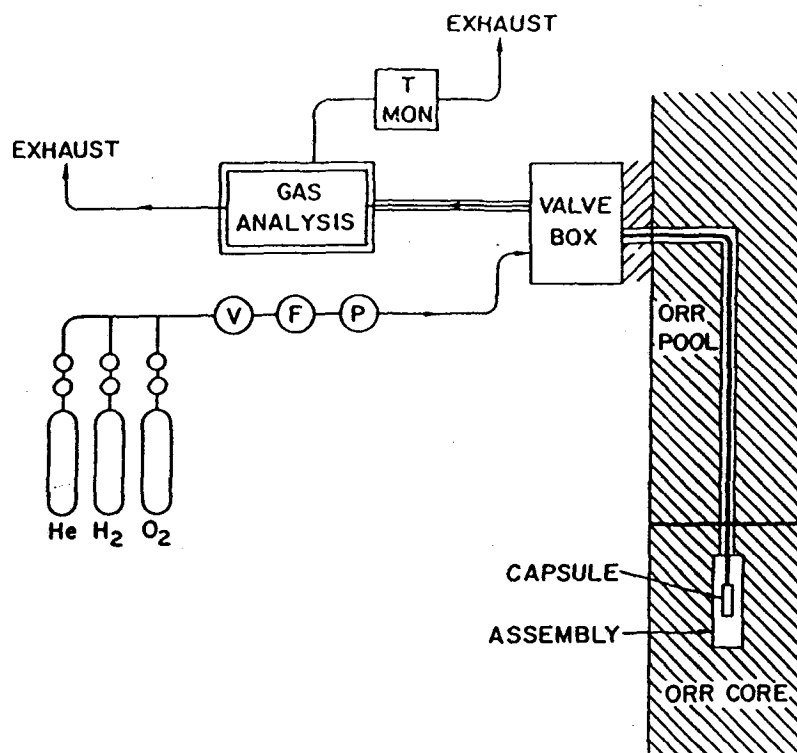 EXHAUST
T
MON
EXHAUST
GAS
ANALYSIS
VALVE
BOX
V F P
ORR
POOL
He H2 O2
CAPSULE
ASSEMBLY
ORR CORE